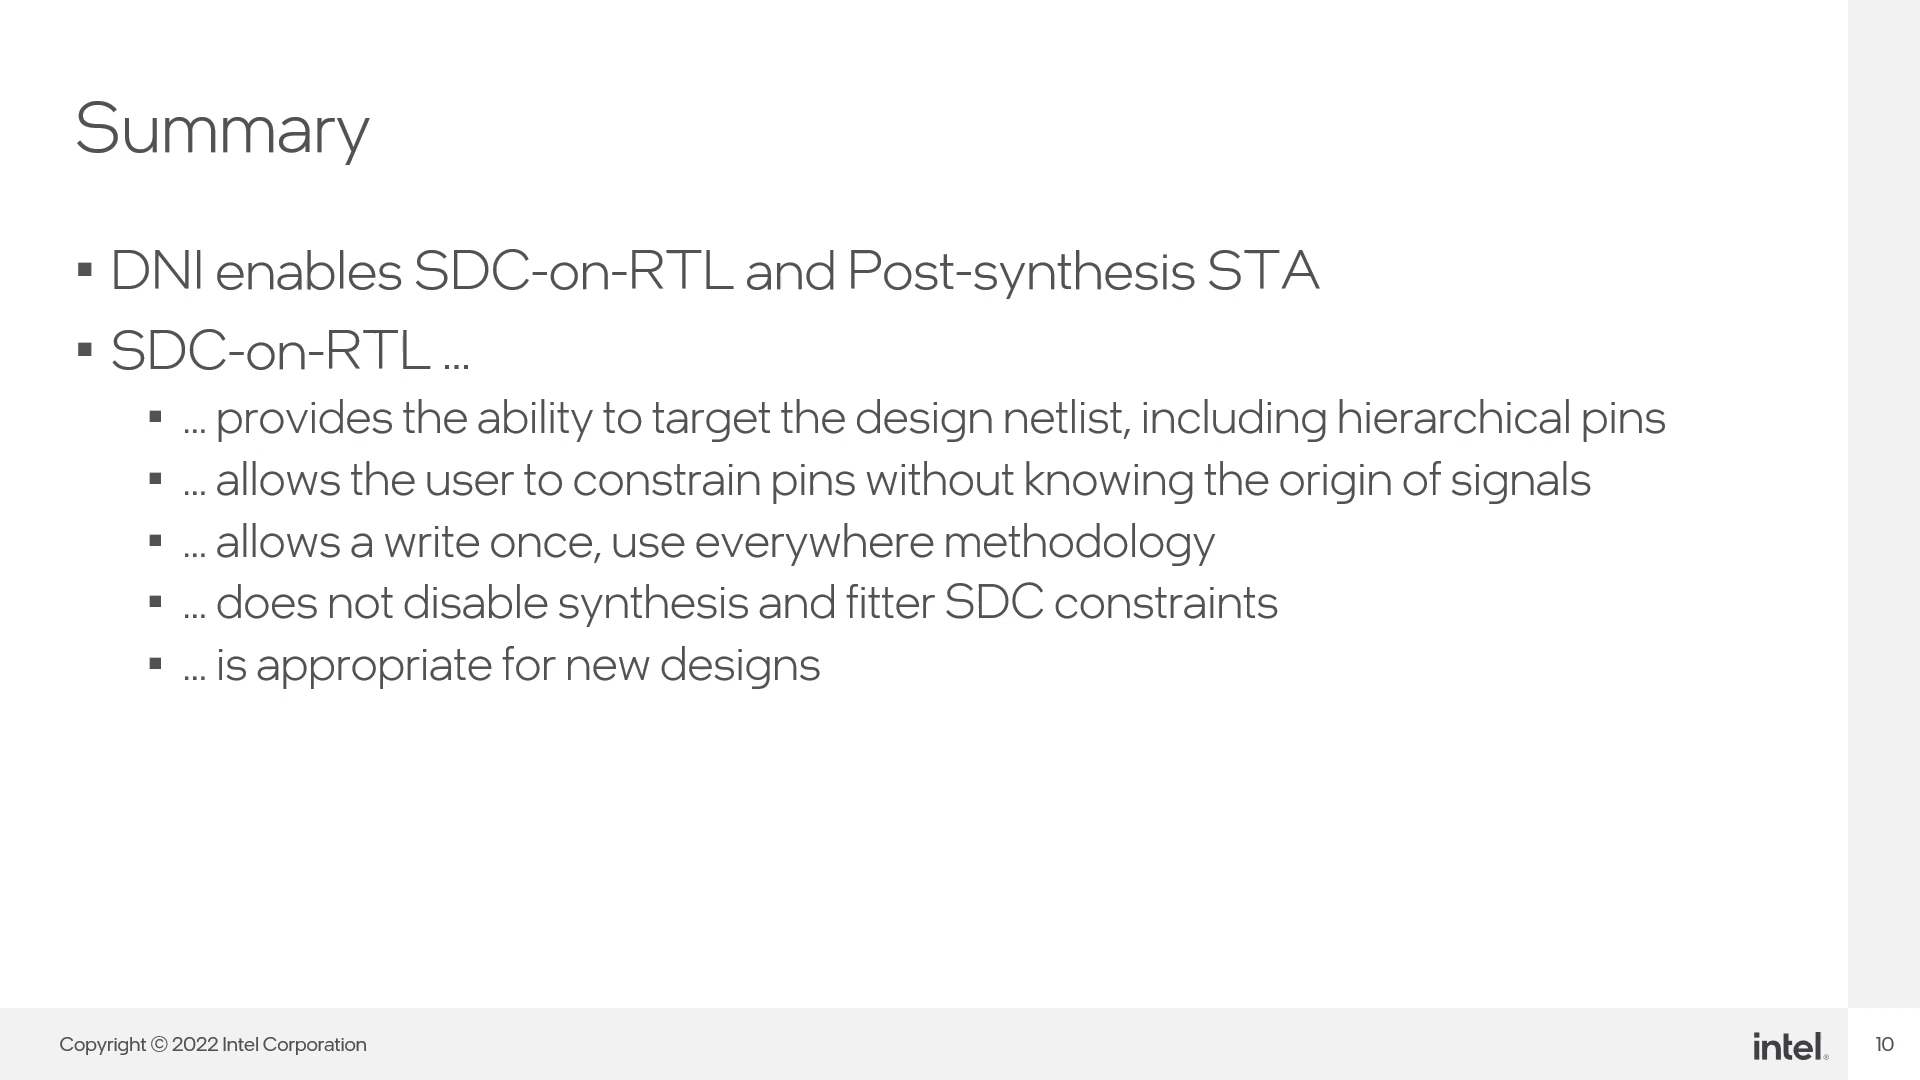 Summary
▪ DNI enables SDC-on-RTL and Post-synthesis STA
▪ SDC-on-RTL ...
▪ ... provides the ability to target the design netlist, including hierarchical pins
▪ ... allows the user to constrain pins without knowing the origin of signals
▪ ... allows a write once, use everywhere methodology
▪ ... does not disable synthesis and fitter SDC constraints
▪ ... is appropriate for new designs
Copyright © 2022 Intel Corporation
intel®
10